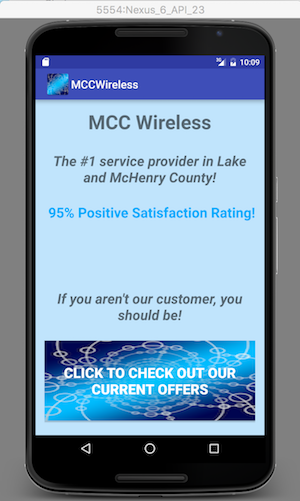 5554:Nexus_6_API_23
3G 10:09
MCCWireless
MCC Wireless
The #1 service provider in Lake
and McHenry County!
95% Positive Satisfaction Rating!
If you aren't our customer, you
should be!
CLICK TO CHECK OUT OUR
CURRENT OFFERS